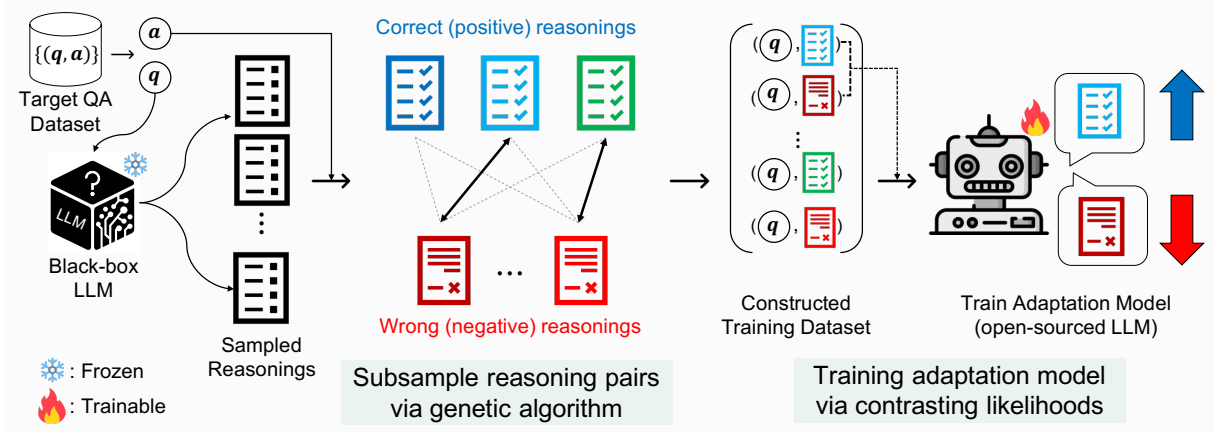 {(q, a)}
a
q
Target QA
Dataset
?
LLM
Black-box
LLM
Sampled
Reasonings
: Frozen
: Trainable
Correct (positive) reasonings
...
Wrong (negative) reasonings
Subsample reasoning pairs
via genetic algorithm
(q, )
(q, )
(q, )
(q, )
Constructed
Training Dataset
Train Adaptation Model
(open-sourced LLM)
Training adaptation model
via contrasting likelihoods